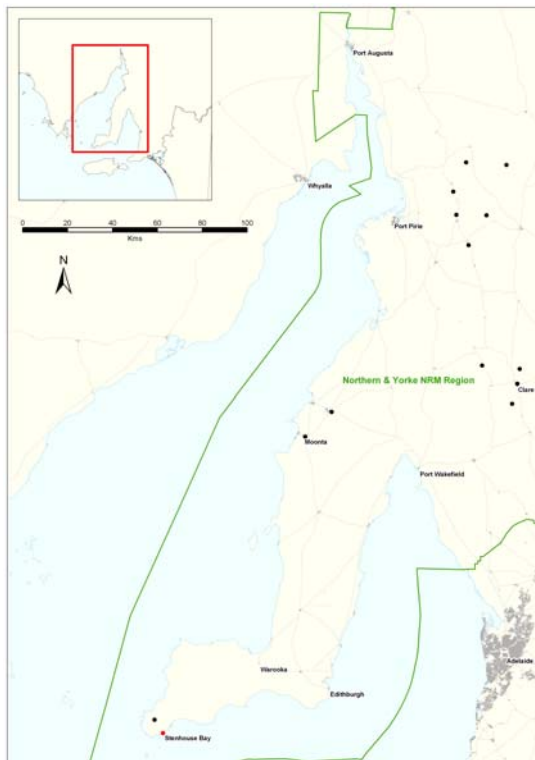 Port Augusta
Whyalla
0 20 40 60 80 100
Kms
Port Pirie
N
Northern & Yorke NRM Region
Clare
Moonta
Port Wakefield
Adelaide
Warooka
Edithburgh
Stenhouse Bay